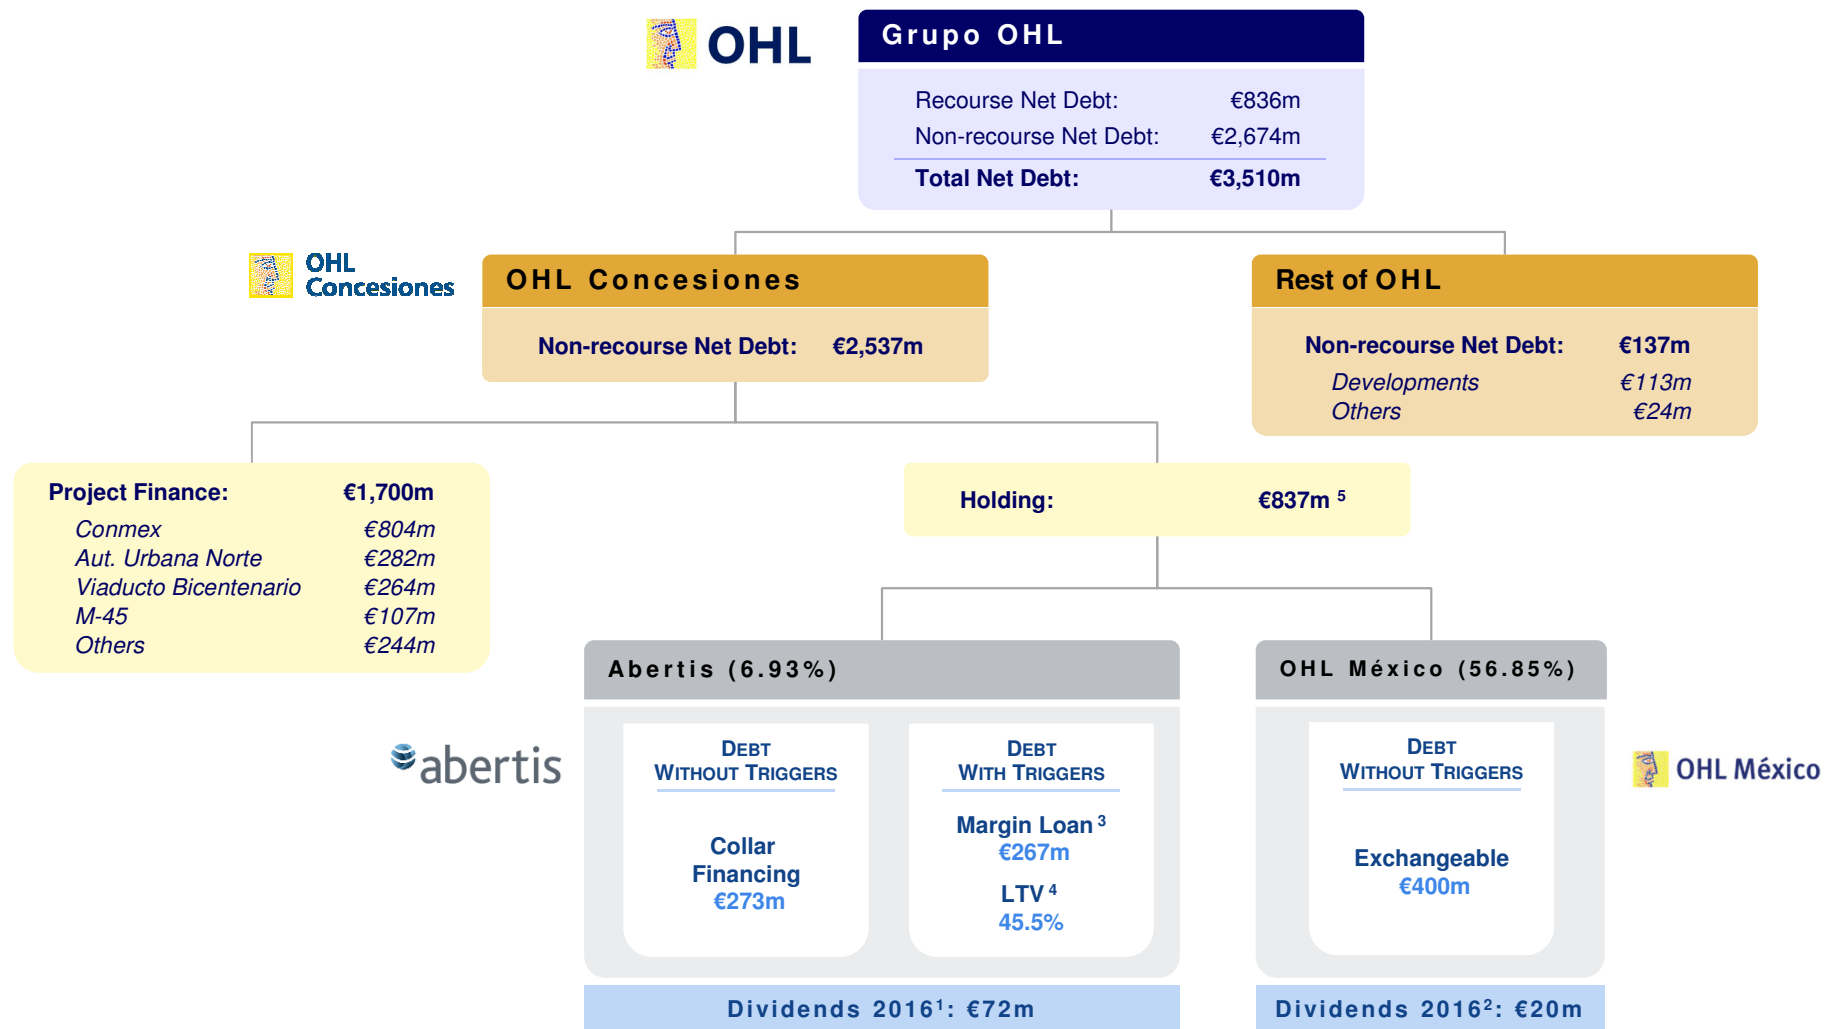 OHL
Grupo OHL
Recourse Net Debt: €836m
Non-recourse Net Debt: €2,674m
Total Net Debt: €3,510m
OHL
Concesiones
OHL Concesiones
Non-recourse Net Debt: €2,537m
Rest of OHL
Non-recourse Net Debt: €137m
Developments €113m
Others €24m
Project Finance: €1,700m
Conmex €804m
Aut. Urbana Norte €282m
Viaducto Bicentenario €264m
M-45 €107m
Others €244m
Holding: €837m 5
Abertis (6.93%)
abertis
DEBT
WITHOUT TRIGGERS
Collar
Financing
€273m
DEBT
WITH TRIGGERS
Margin Loan 3
€267m
LTV 4
45.5%
Dividends 2016¹: €72m
OHL México (56.85%)
DEBT
WITHOUT TRIGGERS
Exchangeable
€400m
OHL México
Dividends 2016²: €20m